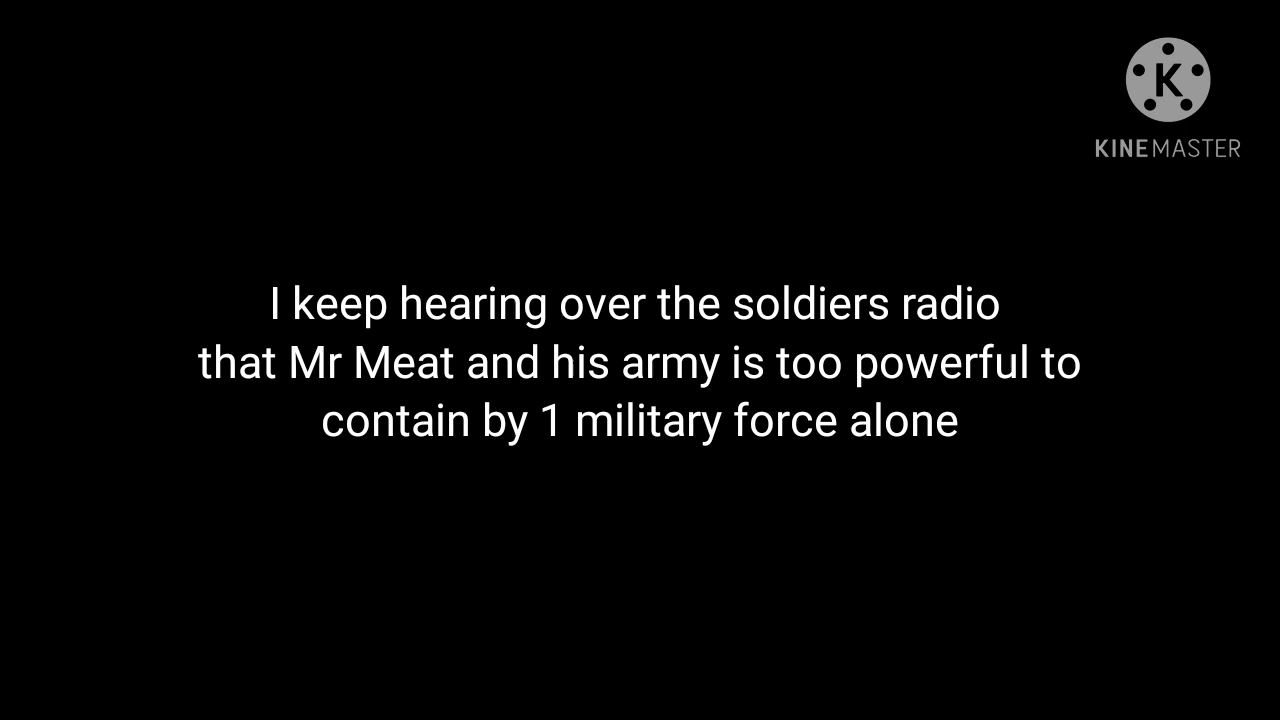 K
KINEMASTER
I keep hearing over the soldiers radio
that Mr Meat and his army is too powerful to
contain by 1 military force alone